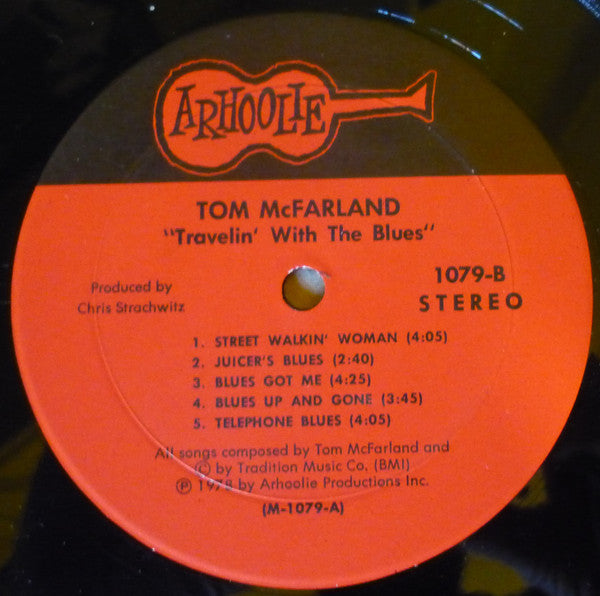 ARHOOLIE
TOM McFARLAND
"Travelin' With The Blues"
Produced by
Chris Strachwitz
1079-B
STEREO
1. STREET WALKIN' WOMAN (4:05)
2. JUICER'S BLUES (2:40)
3. BLUES GOT ME (4:25)
4. BLUES UP AND GONE (3:45)
5. TELEPHONE BLUES (4:05)
All songs composed by Tom McFarland and
© by Tradition Music Co. (BMI)
℗ 1978 by Arhoolie Productions Inc.
(M-1079-A)